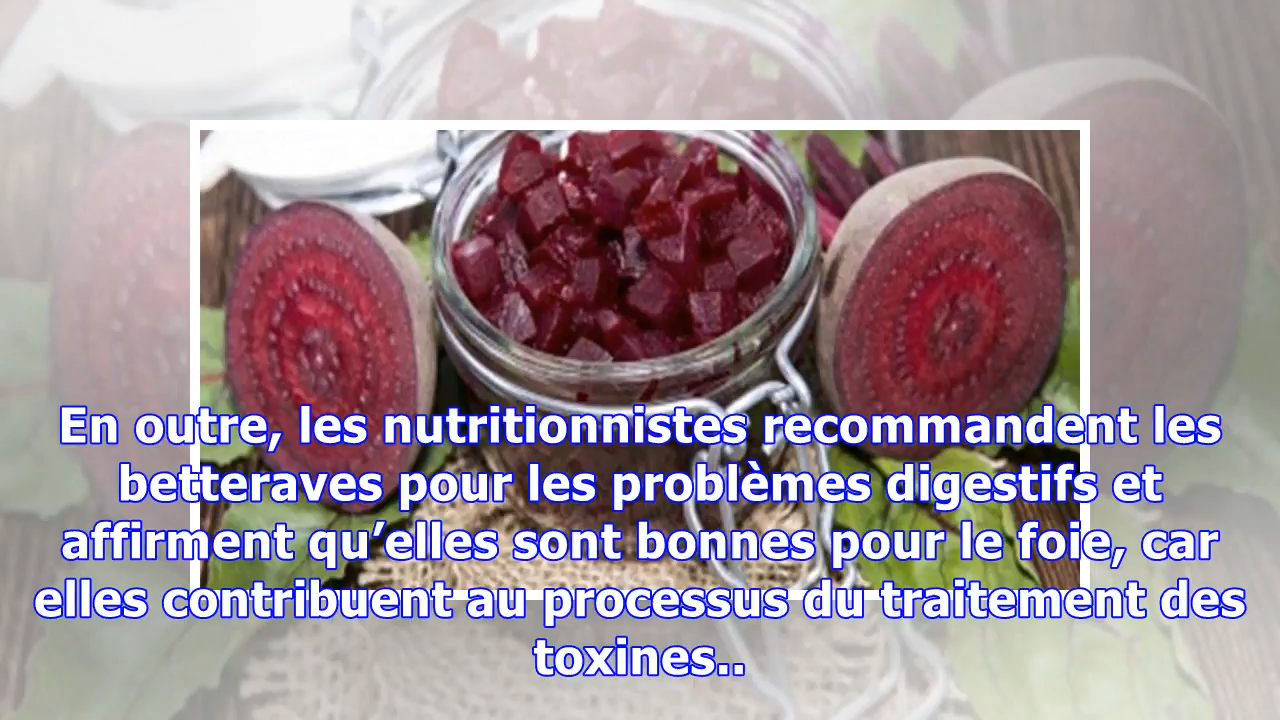 En outre, les nutritionnistes recommandent les
betteraves pour les problèmes digestifs et
affirment qu’elles sont bonnes pour le foie, car
elles contribuent au processus du traitement des
toxines..